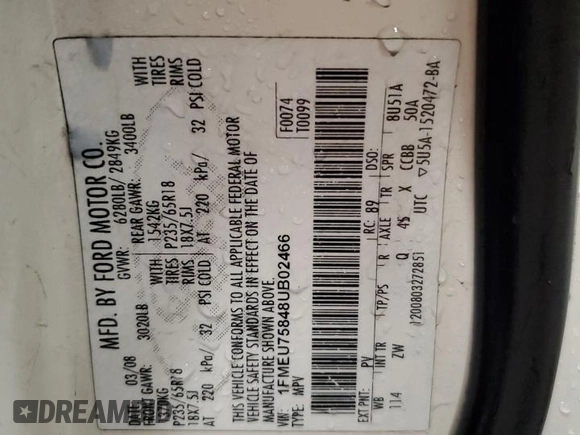 MFD. BY FORD MOTOR CO.
03/08
GVWR: 6280LB/ 2849KG
FRONT GAWR: 3020LB
REAR GAWR: 3400LB
1542KG
WITH
P235/65R18 TIRES
P235/65R18
WITH
TIRES
18X7.5J
RIMS
18X7.5J
RIMS
AT 220 kPa/ 32 PSI COLD
AT 220 kPa/ 32 PSI COLD
THIS VEHICLE CONFORMS TO ALL APPLICABLE FEDERAL MOTOR
VEHICLE SAFETY STANDARDS IN EFFECT ON THE DATE OF
MANUFACTURE SHOWN ABOVE.
F0074
T0099
VIN: 1FMEU75848UB02466
TYPE: MPV
EXT PNT: PV RC: 89 DSO:
WB INT TR TP/PS R AXLE TR SPR BU51A
114 ZW Q 45 X CCBB 50A
1200803272851 UTC ▽5U5A-1520472-BA
DREAM